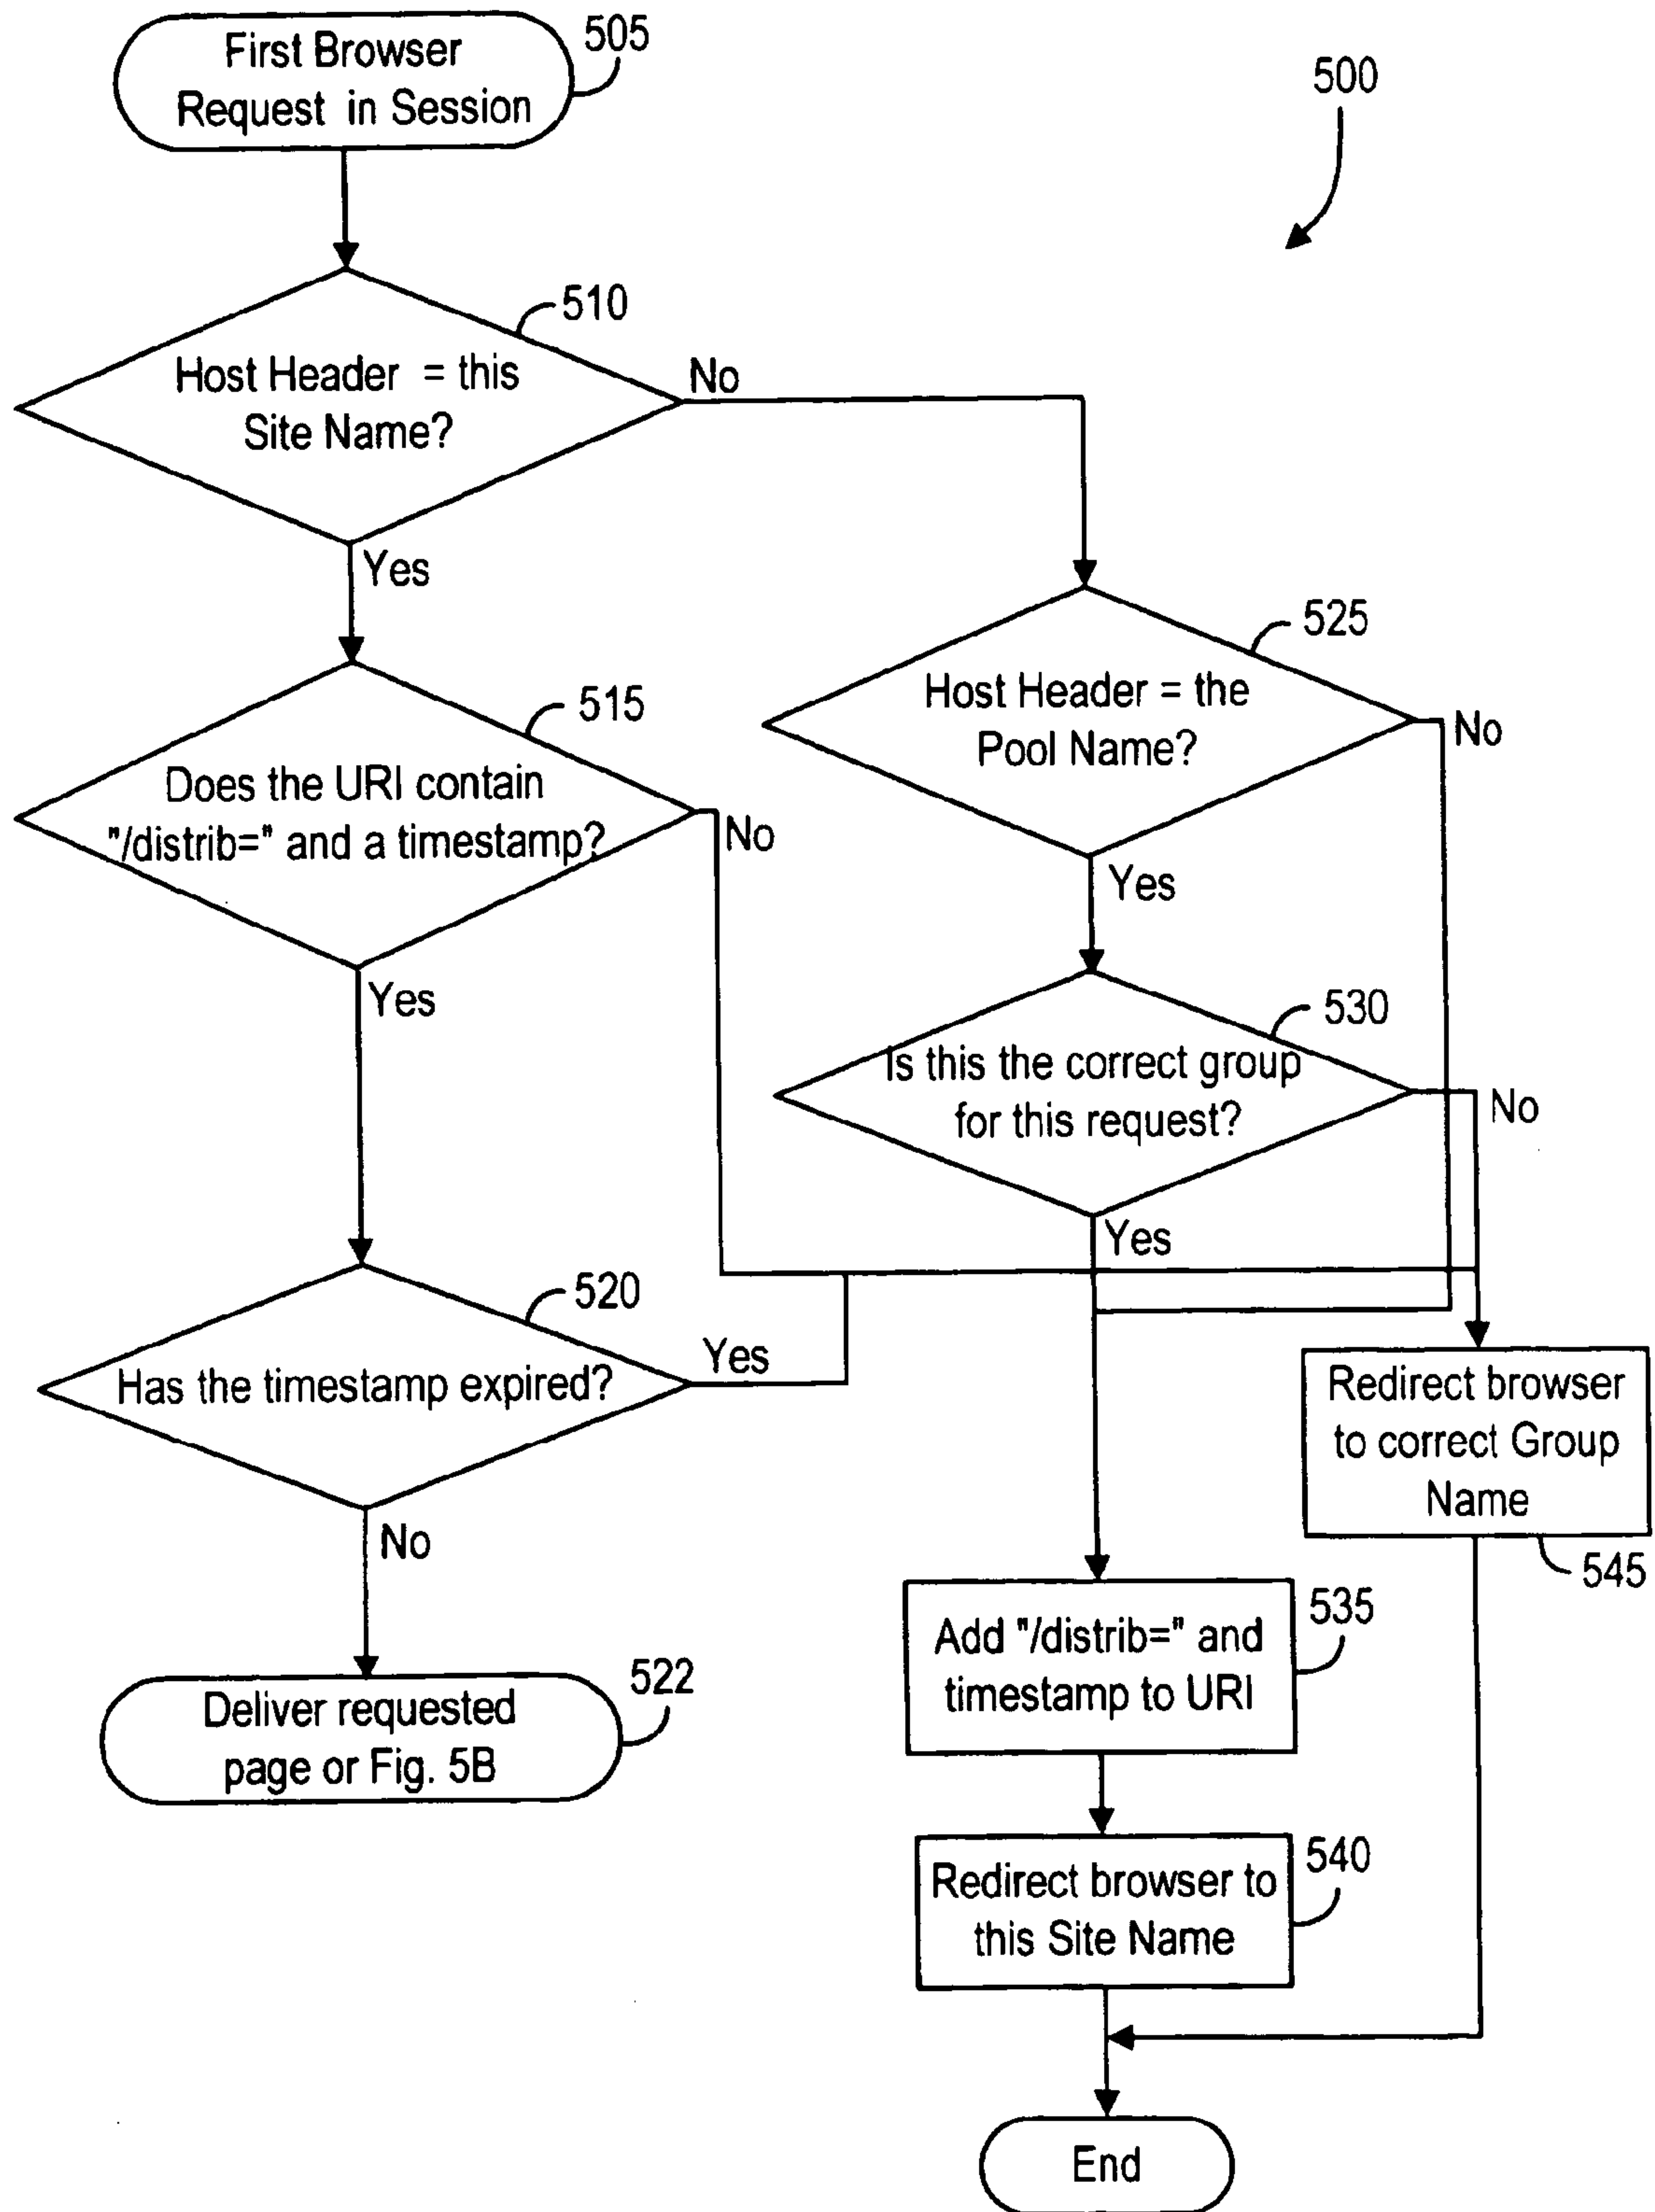 First Browser
Request in Session
505
500
Host Header = this
Site Name?
510
No
Yes
Does the URI contain
"/distrib=" and a timestamp?
515
No
Yes
Host Header = the
Pool Name?
525
No
Yes
Is this the correct group
for this request?
530
No
Yes
Has the timestamp expired?
520
Yes
No
Redirect browser
to correct Group
Name
545
Deliver requested
page or Fig. 5B
522
Add "/distrib=" and
timestamp to URI
535
Redirect browser to
this Site Name
540
End